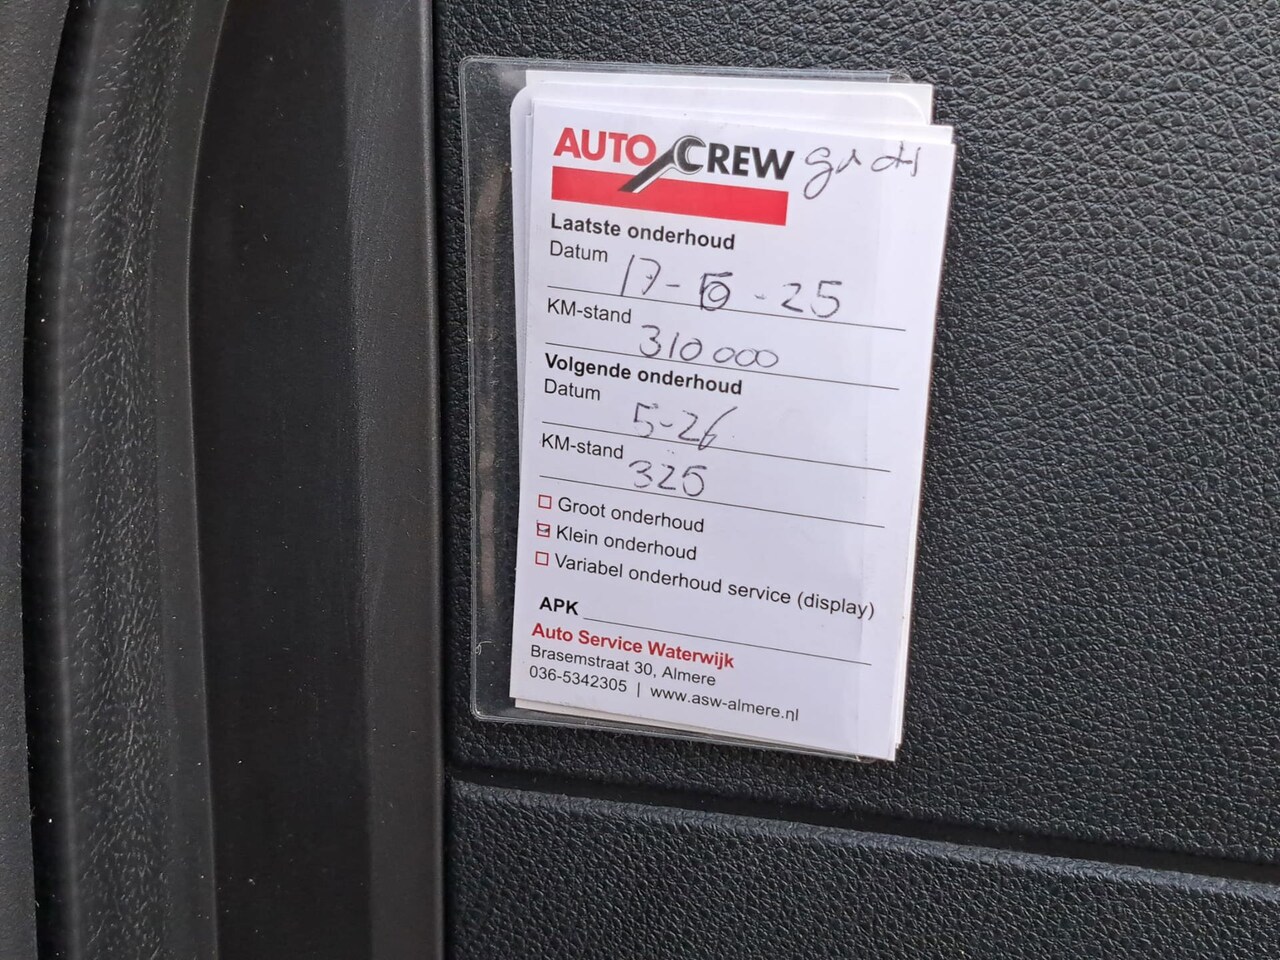 AUTO CREW
Laatste onderhoud
Datum 17-5-25
KM-stand 310 000
Volgende onderhoud
Datum 5-26
KM-stand 325
Groot onderhoud
Klein onderhoud
Variabel onderhoud service (display)
APK
Auto Service Waterwijk
Brasemstraat 30, Almere
036-5342305 | www.asw-almere.nl